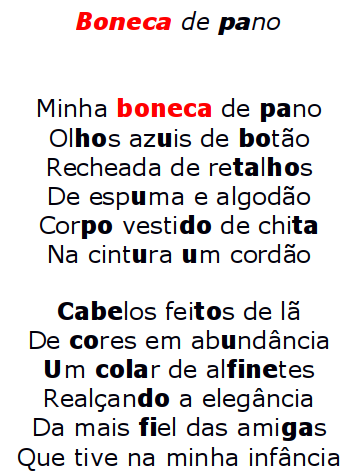 Boneca de pano
Minha boneca de pano
Olhos azuis de botão
Recheada de retalhos
De espuma e algodão
Corpo vestido de chita
Na cintura um cordão
Cabelos feitos de lã
De cores em abundância
Um colar de alfinetes
Realçando a elegância
Da mais fiel das amigas
Que tive na minha infância